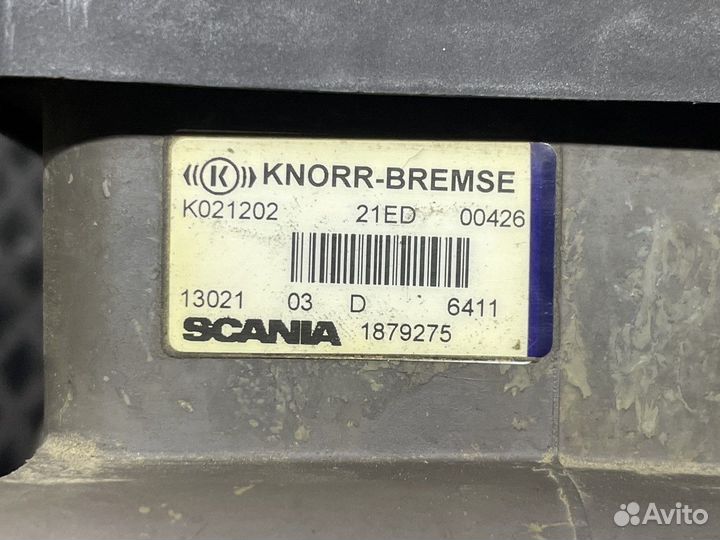 K KNORR-BREMSE
K021202 21ED 00426
13021 03 D 6411
SCANIA 1879275
Avito